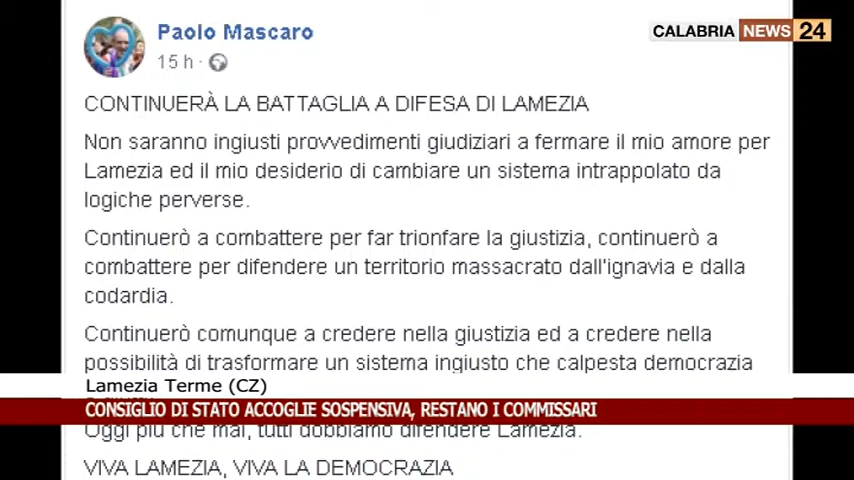 Paolo Mascaro
15 h ·
CALABRIA NEWS 24
CONTINUERÀ LA BATTAGLIA A DIFESA DI LAMEZIA
Non saranno ingiusti provvedimenti giudiziari a fermare il mio amore per
Lamezia ed il mio desiderio di cambiare un sistema intrappolato da
logiche perverse.
Continuerò a combattere per far trionfare la giustizia, continuerò a
combattere per difendere un territorio massacrato dall'ignavia e dalla
codardia.
Continuerò comunque a credere nella giustizia ed a credere nella
possibilità di trasformare un sistema ingiusto che calpesta democrazia
Lamezia Terme (CZ)
CONSIGLIO DI STATO ACCOGLIE SOSPENSIVA, RESTANO I COMMISSARI
Oggi più che mai, tutti dobbiamo difendere Lamezia.
VIVA LAMEZIA, VIVA LA DEMOCRAZIA